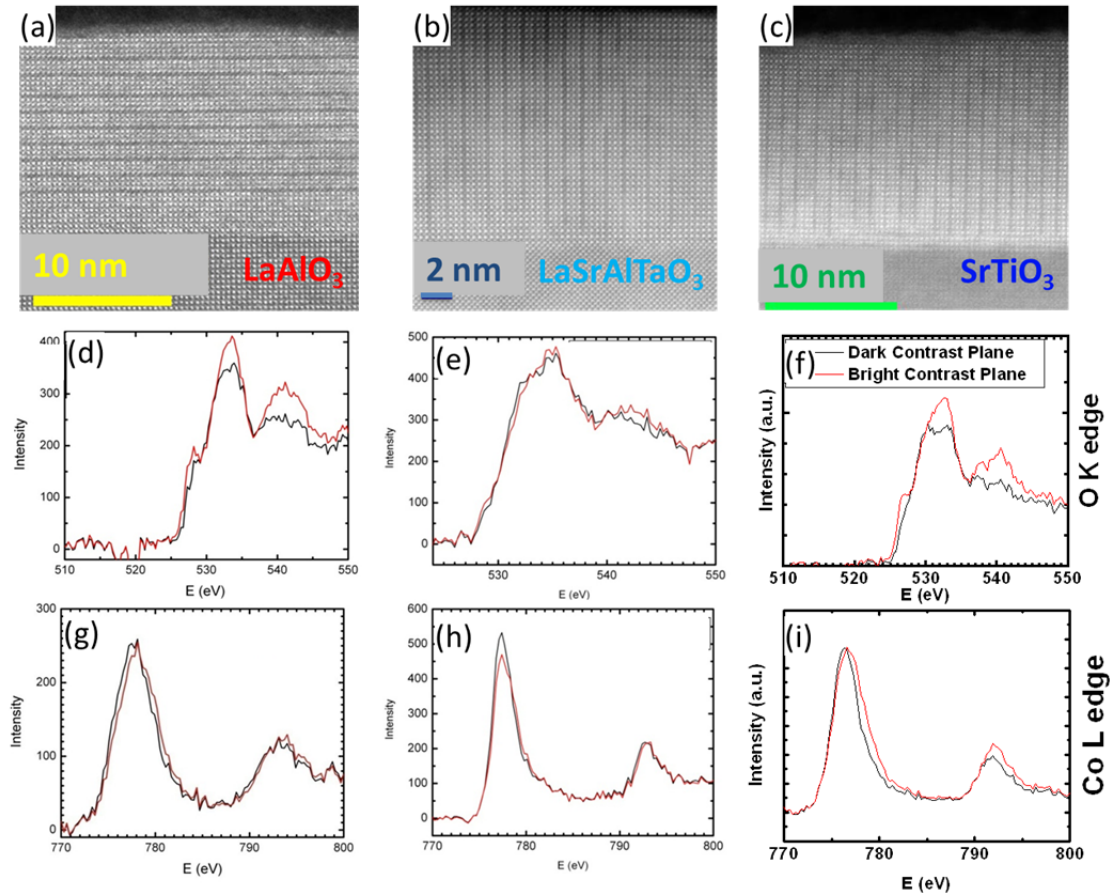 (a)
(b)
(c)
10 nm
LaAlO₃
2 nm
LaSrAlTaO₃
10 nm
SrTiO₃
(d)
400
300
200
100
0
Intensity
510 520 530 540 550
E (eV)
(e)
500
400
300
200
100
0
Intensity
530 540 550
E (eV)
(f)
Dark Contrast Plane
Bright Contrast Plane
Intensity (a.u.)
510 520 530 540 550
E (eV)
O K edge
(g)
300
200
100
0
Intensity
770 780 790 800
E (eV)
(h)
600
500
400
300
200
100
0
Intensity
770 780 790 800
E (eV)
(i)
Intensity (a.u.)
770 780 790 800
E (eV)
Co L edge